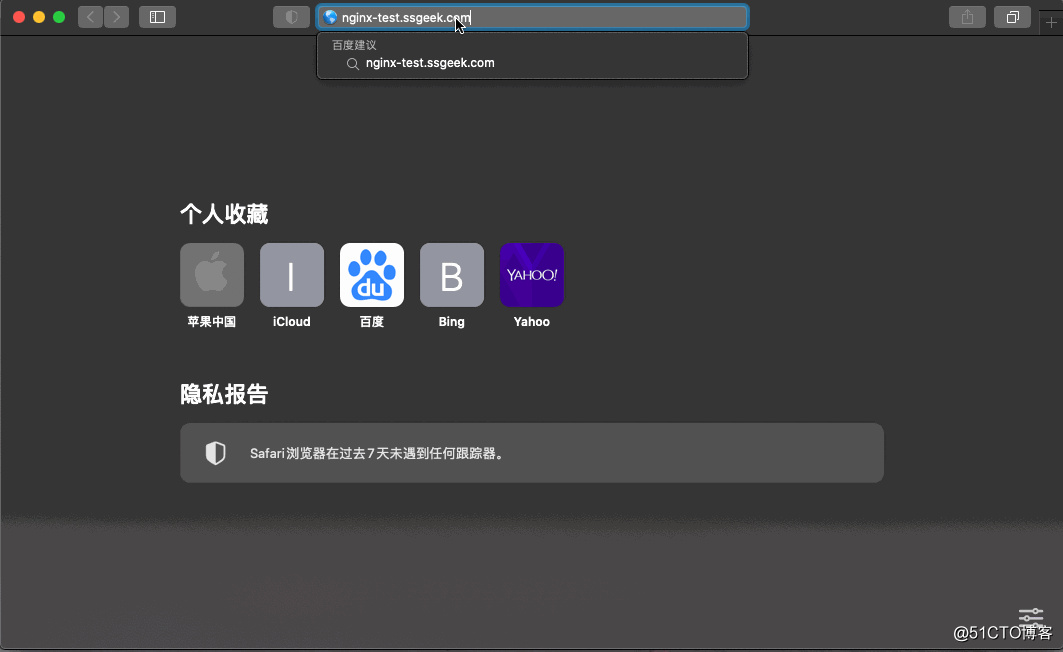 nginx-test.ssgeek.com
百度建议
nginx-test.ssgeek.com
个人收藏
I
du
B
YAHOO!
苹果中国
iCloud
百度
Bing
Yahoo
隐私报告
Safari浏览器在过去7天未遇到任何跟踪器。
@51CTO博客